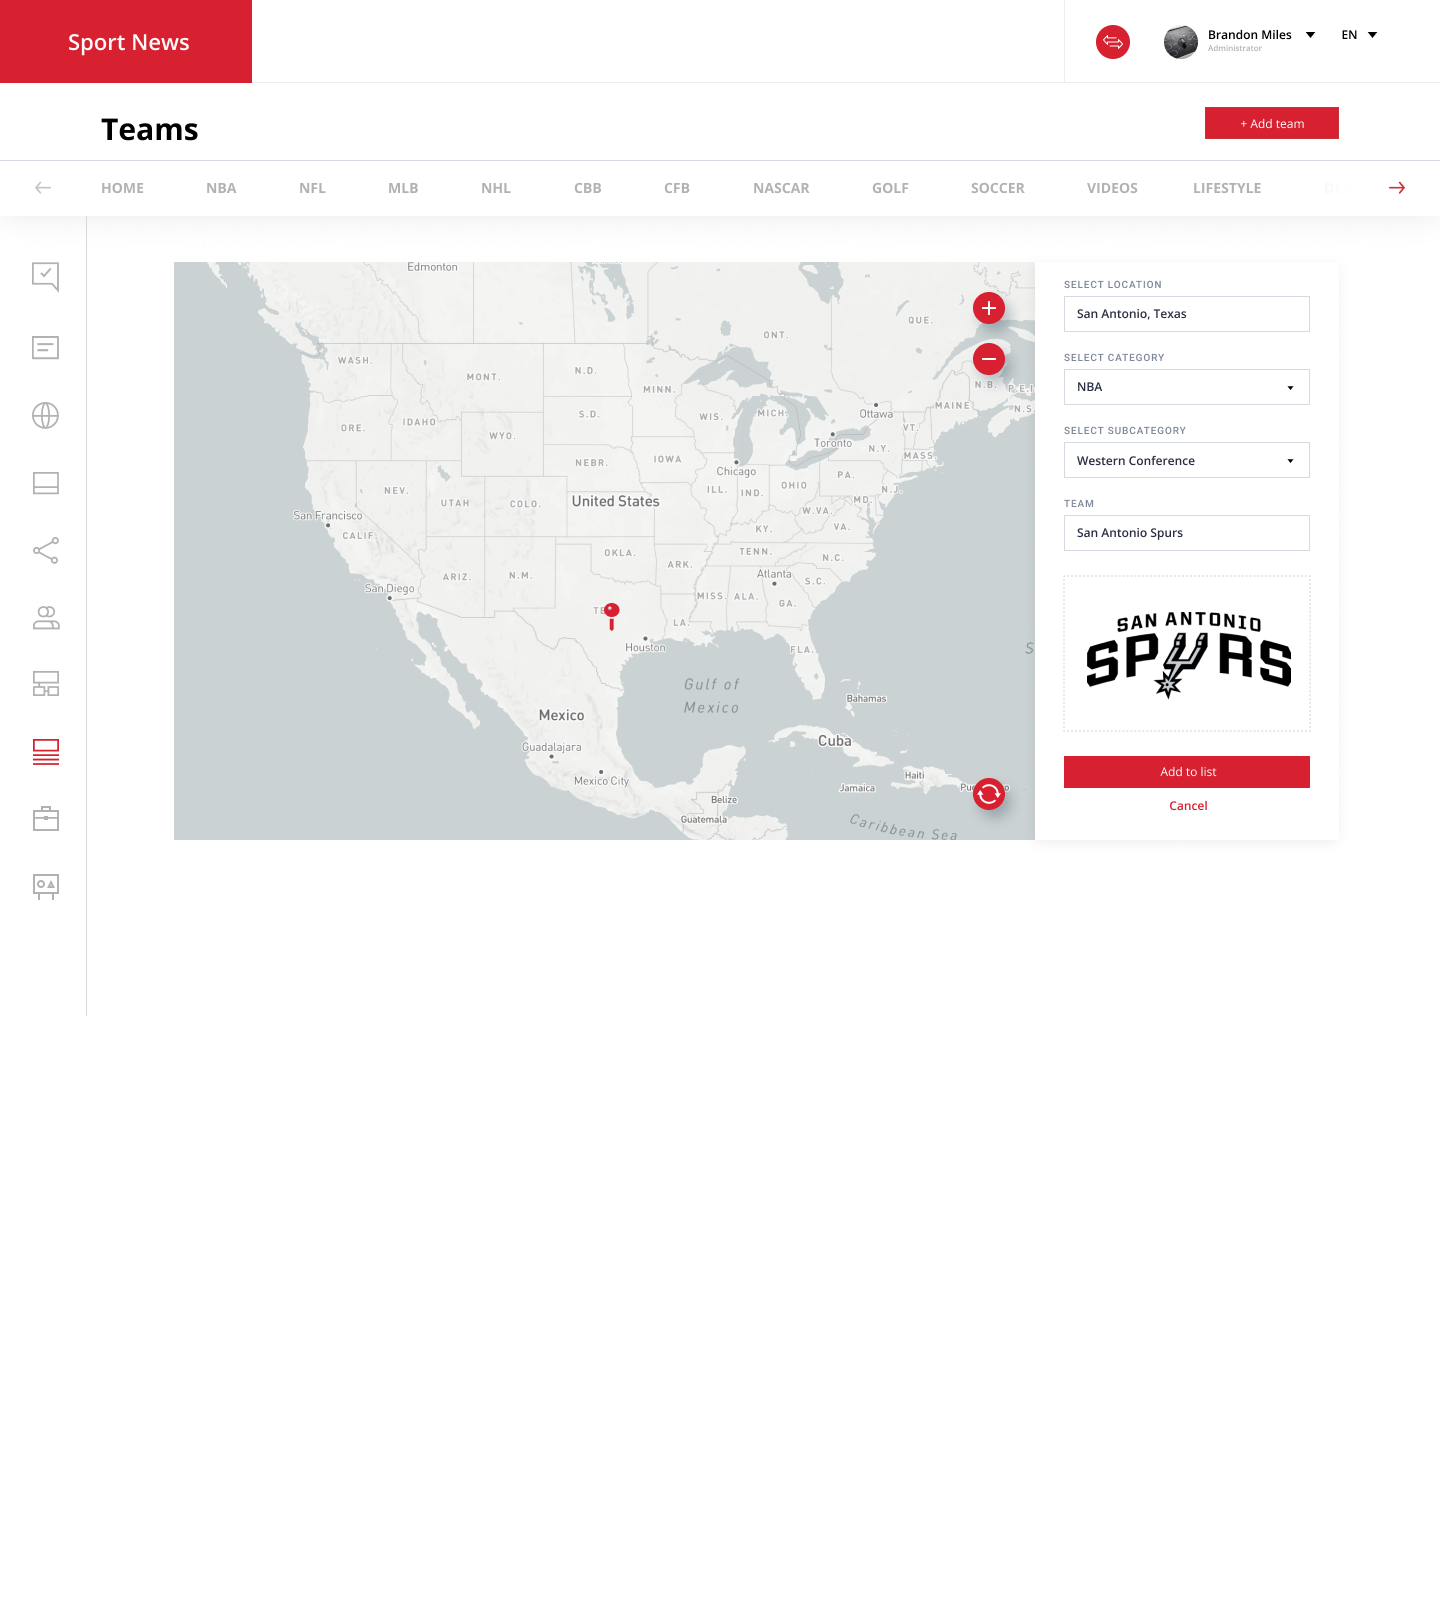 Sport News
Brandon Miles
Administrator
EN
Teams
+ Add team
HOME NBA NFL MLB NHL CBB CFB NASCAR GOLF SOCCER VIDEOS LIFESTYLE
Edmonton
ONT.
QUE.
WASH.
MONT.
N.D.
MINN.
N.B.
P.E.I.
N.S.
MAINE
ORE.
IDAHO
WYO.
S.D.
WIS.
MICH.
Ottawa
Toronto
VT.
N.Y.
MASS.
NEBR.
IOWA
Chicago
NEV.
UTAH
COLO.
United States
ILL.
IND.
OHIO
PA.
N.J.
MD.
San Francisco
CALIF.
W.VA.
VA.
KY.
OKLA.
TENN.
N.C.
ARIZ.
N.M.
ARK.
Atlanta
S.C.
San Diego
MISS.
ALA.
GA.
LA.
Houston
FLA.
Gulf of
Mexico
Bahamas
Mexico
Cuba
Guadalajara
Mexico City
Haiti
Jamaica
Belize
Guatemala
Caribbean Sea
SELECT LOCATION
San Antonio, Texas
SELECT CATEGORY
NBA
SELECT SUBCATEGORY
Western Conference
TEAM
San Antonio Spurs
SAN ANTONIO
SPURS
Add to list
Cancel